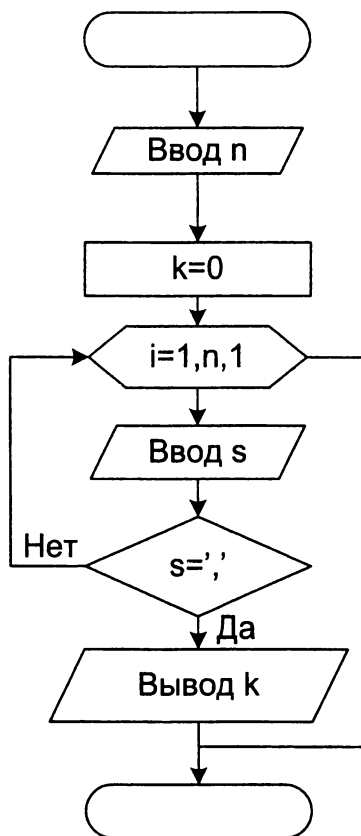 Ввод n
k=0
i=1,n,1
Ввод s
Нет
s=’,’
Да
Вывод k